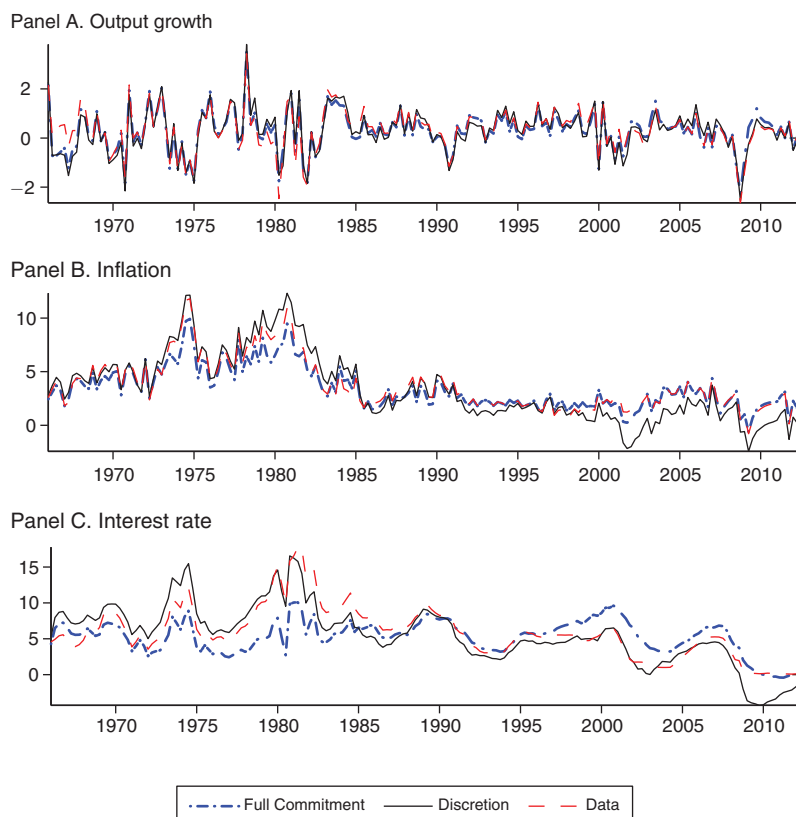 Panel A. Output growth
2
0
−2
1970 1975 1980 1985 1990 1995 2000 2005 2010
Panel B. Inflation
10
5
0
1970 1975 1980 1985 1990 1995 2000 2005 2010
Panel C. Interest rate
15
10
5
0
1970 1975 1980 1985 1990 1995 2000 2005 2010
Full Commitment Discretion Data